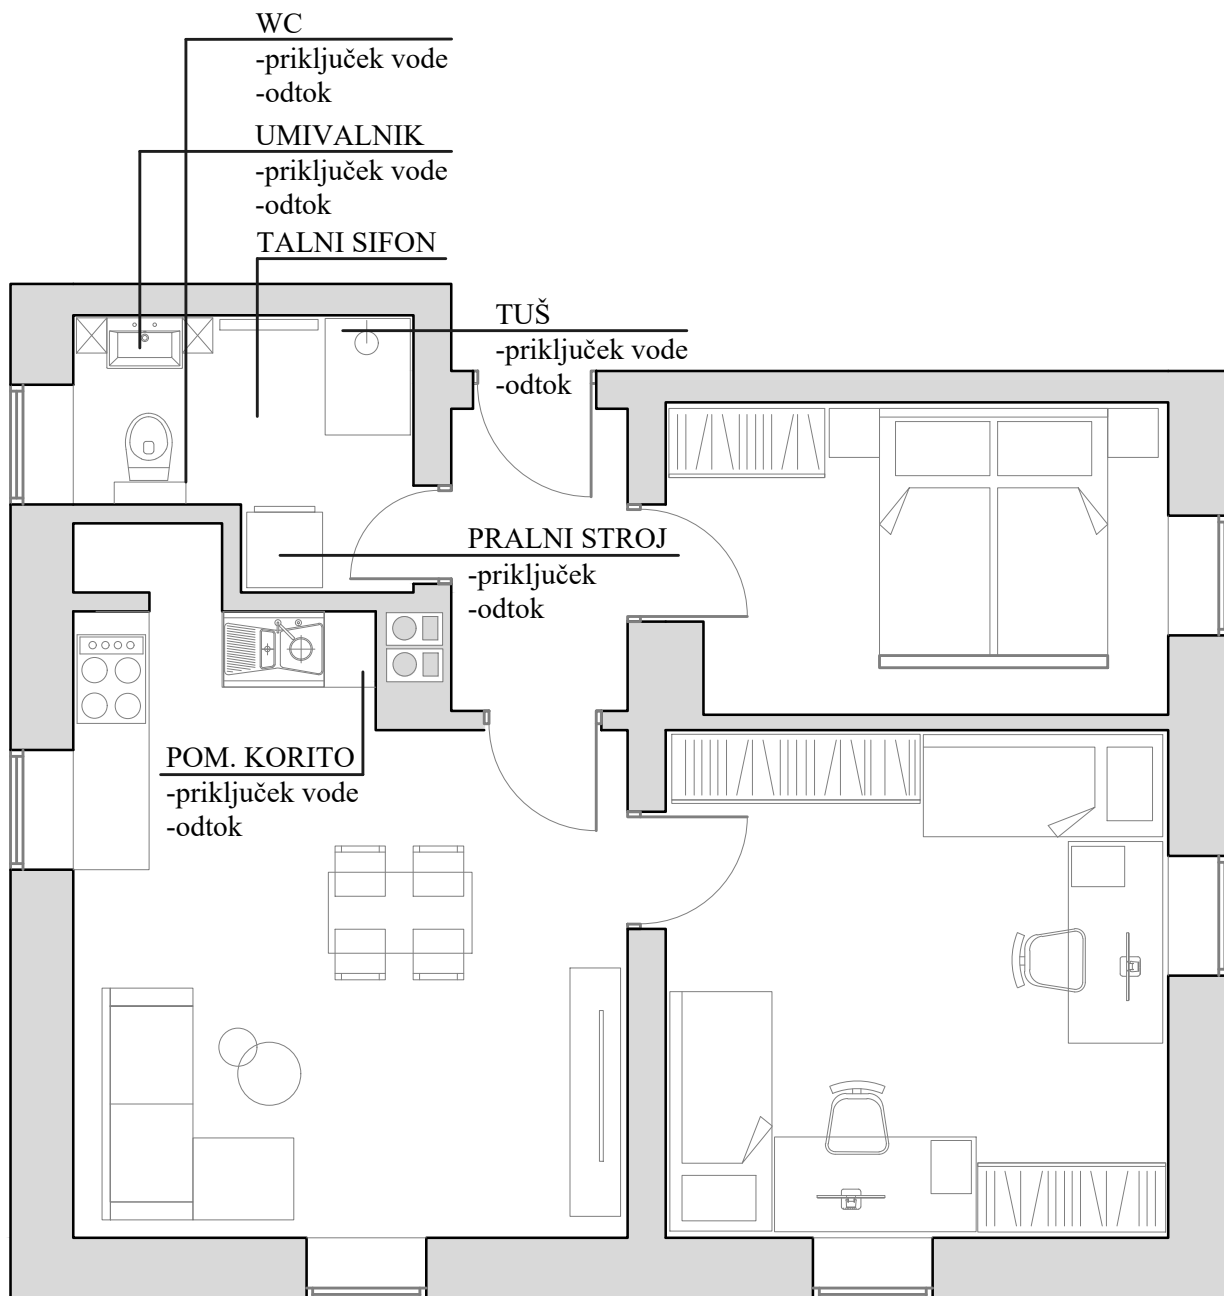 WC
-priključek vode
-odtok
UMIVALNIK
-priključek vode
-odtok
TALNI SIFON
TUŠ
-priključek vode
-odtok
PRALNI STROJ
-priključek
-odtok
POM. KORITO
-priključek vode
-odtok